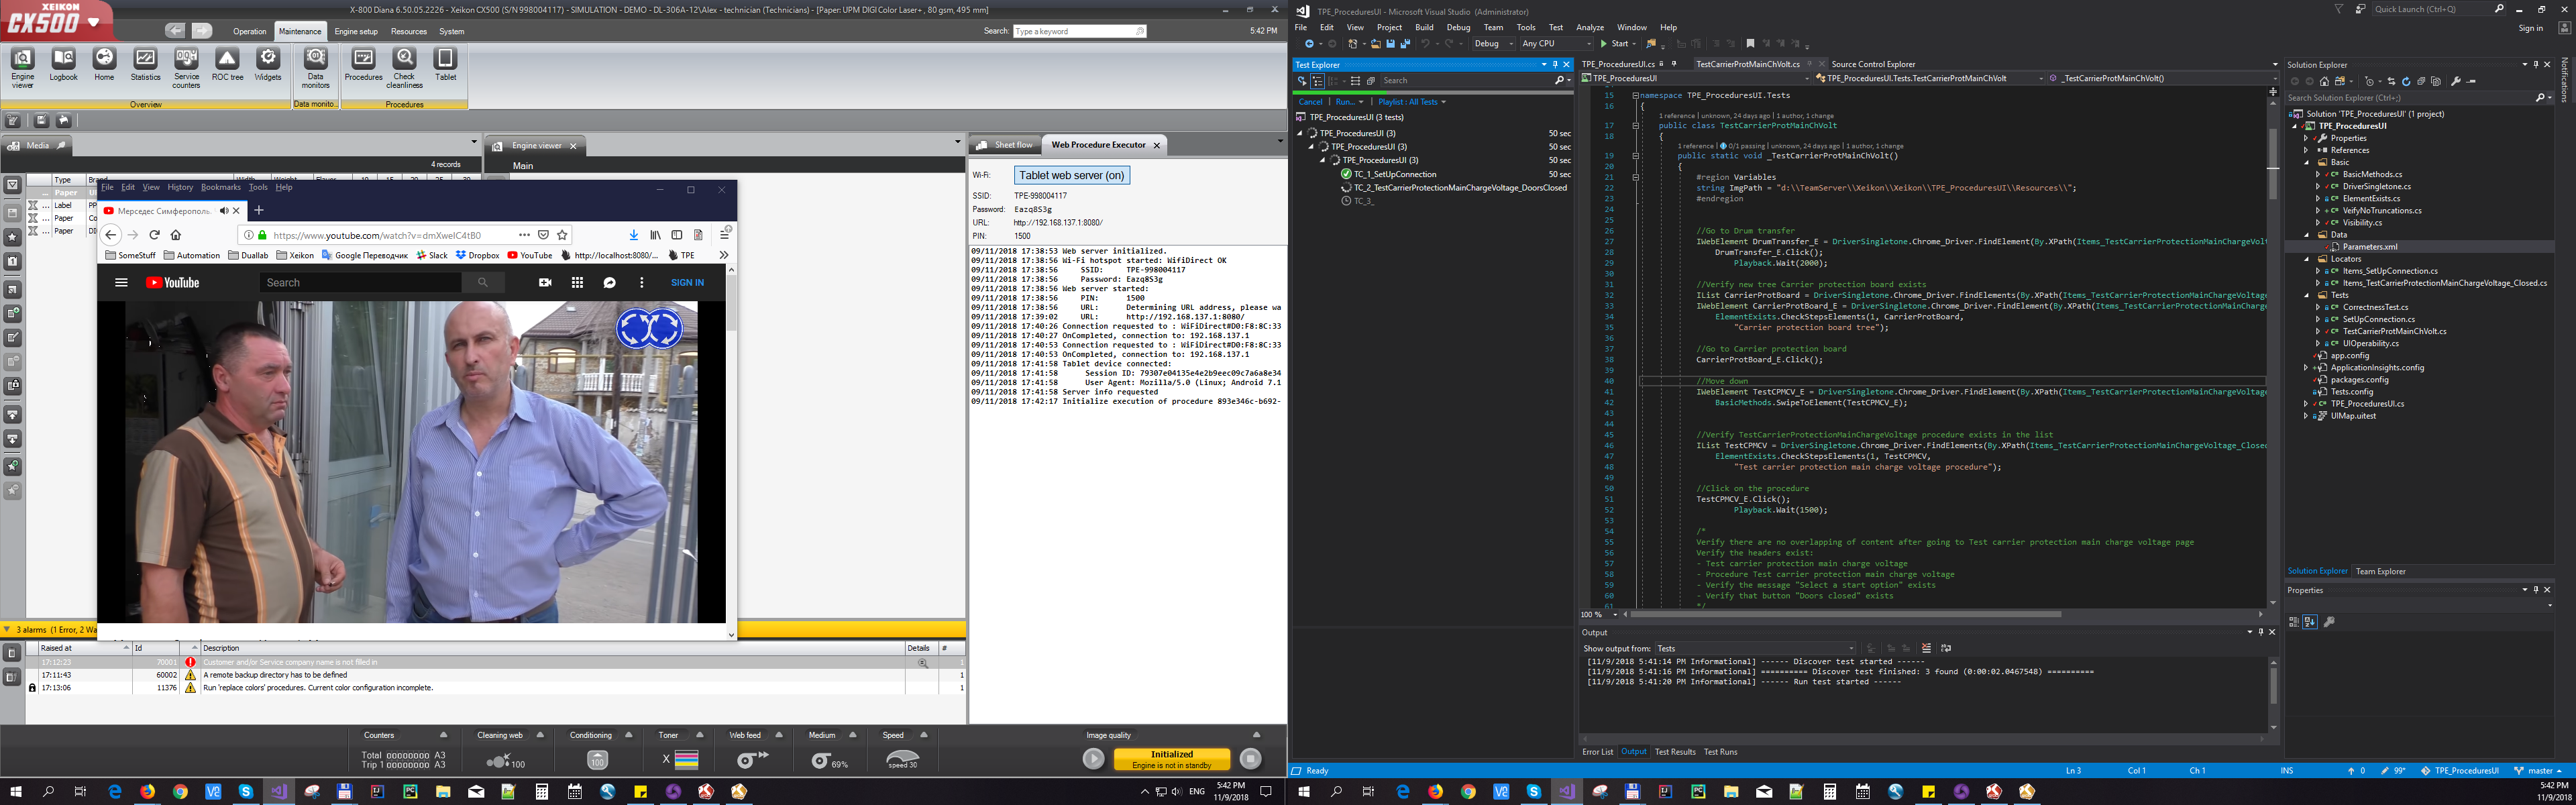 XEIKON
CX500
X-800 Diana 6.50.05.2226 - Xeikon CX500 (S/N 998004117) - SIMULATION - DEMO - DL-306A-12\Alex - technician (Technicians) - [Paper: UPM DIGI Color Laser+ , 80 gsm, 495 mm]
Operation Maintenance Engine setup Resources System
Search: Type a keyword 5:42 PM
Engine viewer Logbook Home Statistics Service counters ROC tree Widgets Data monitors Procedures Check cleanliness Tablet
Overview Data monito... Procedures
Media
4 records
Engine viewer
Main
Type
... Paper
... Label PP
... Paper Co
... Paper DI
File Edit View History Bookmarks Tools Help
Мерседес Симферополь
https://www.youtube.com/watch?v=dmXwelC4tB0
SomeStuff Automation Duallab Xeikon Google Переводчик Slack Dropbox YouTube http://localhost:8080/... TPE
YouTube Search SIGN IN
Sheet flow Web Procedure Executor
Wi-Fi: Tablet web server (on)
SSID: TPE-998004117
Password: Eazq8S3g
URL: http://192.168.137.1:8080/
PIN: 1500
09/11/2018 17:38:53 Web server initialized.
09/11/2018 17:38:56 Wi-Fi hotspot started: WifiDirect OK
09/11/2018 17:38:56 SSID: TPE-998004117
09/11/2018 17:38:56 Password: Eazq8S3g
09/11/2018 17:38:56 Web server started:
09/11/2018 17:38:56 PIN: 1500
09/11/2018 17:38:56 URL: Determining URL address, please wa
09/11/2018 17:39:02 URL: http://192.168.137.1:8080/
09/11/2018 17:40:26 Connection requested to : WiFiDirect#D0:F8:8C:33
09/11/2018 17:40:27 OnCompleted, connection to: 192.168.137.1
09/11/2018 17:40:53 Connection requested to : WiFiDirect#D0:F8:8C:33
09/11/2018 17:40:53 OnCompleted, connection to: 192.168.137.1
09/11/2018 17:41:58 Tablet device connected:
09/11/2018 17:41:58 Session ID: 79307e04135e4e2b9eec09c7a6a8e34
09/11/2018 17:41:58 User Agent: Mozilla/5.0 (Linux; Android 7.1
09/11/2018 17:41:58 Server info requested
09/11/2018 17:42:17 Initialize execution of procedure 893e346c-b692-
3 alarms (1 Error, 2 Wa
Raised at Id Description Details #
17:12:23 70001 Customer and/or Service company name is not filled in 1
17:11:43 60002 A remote backup directory has to be defined 1
17:13:06 11376 Run 'replace colors' procedures. Current color configuration incomplete. 1
Counters Cleaning web Conditioning Toner Web feed Medium Speed Image quality
Total 00000000 A3
Trip 1 00000000 A3
100 100 X 69% speed 30
Initialized
Engine is not in standby
ENG 5:42 PM
11/9/2018
TPE_ProceduresUI - Microsoft Visual Studio (Administrator)
Quick Launch (Ctrl+Q)
File Edit View Project Build Debug Team Tools Test Analyze Window Help
Sign in
Debug Any CPU Start
Test Explorer
Search
Cancel | Run... | Playlist : All Tests
TPE_ProceduresUI (3 tests)
TPE_ProceduresUI (3) 50 sec
TPE_ProceduresUI (3) 50 sec
TPE_ProceduresUI (3) 50 sec
TC_1_SetUpConnection 50 sec
TC_2_TestCarrierProtectionMainChargeVoltage_DoorsClosed
TC_3_
TPE_ProceduresUI.cs TestCarrierProtMainChVolt.cs Source Control Explorer
TPE_ProceduresUI TPE_ProceduresUI.Tests.TestCarrierProtMainChVolt _TestCarrierProtMainChVolt()
15 namespace TPE_ProceduresUI.Tests
16 {
1 reference | unknown, 24 days ago | 1 author, 1 change
17 public class TestCarrierProtMainChVolt
18 {
1 reference | 0/1 passing | unknown, 24 days ago | 1 author, 1 change
19 public static void _TestCarrierProtMainChVolt()
20 {
21 #region Variables
22 string ImgPath = "d:\\TeamServer\\Xeikon\\Xeikon\\TPE_ProceduresUI\\Resources\\";
23 #endregion
24
25
26 //Go to Drum transfer
27 IWebElement DrumTransfer_E = DriverSingletone.Chrome_Driver.FindElement(By.XPath(Items_TestCarrierProtectionMainChargeVolt
28 DrumTransfer_E.Click();
29 Playback.Wait(2000);
30
31 //Verify new tree Carrier protection board exists
32 IList CarrierProtBoard = DriverSingletone.Chrome_Driver.FindElements(By.XPath(Items_TestCarrierProtectionMainChargeVoltage
33 IWebElement CarrierProtBoard_E = DriverSingletone.Chrome_Driver.FindElement(By.XPath(Items_TestCarrierProtectionMainCharge
34 ElementExists.CheckStepsElements(1, CarrierProtBoard,
35 "Carrier protection board tree");
36
37 //Go to Carrier protection board
38 CarrierProtBoard_E.Click();
39
40 //Move down
41 IWebElement TestCPMCV_E = DriverSingletone.Chrome_Driver.FindElement(By.XPath(Items_TestCarrierProtectionMainChargeVoltage
42 BasicMethods.SwipeToElement(TestCPMCV_E);
43
44
45 //Verify TestCarrierProtectionMainChargeVoltage procedure exists in the list
46 IList TestCPMCV = DriverSingletone.Chrome_Driver.FindElements(By.XPath(Items_TestCarrierProtectionMainChargeVoltage_Closed
47 ElementExists.CheckStepsElements(1, TestCPMCV,
48 "Test carrier protection main charge voltage procedure");
49
50 //Click on the procedure
51 TestCPMCV_E.Click();
52 Playback.Wait(1500);
53
54 /*
55 Verify there are no overlapping of content after going to Test carrier protection main charge voltage page
56 Verify the headers exist:
57 - Test carrier protection main charge voltage
58 - Procedure Test carrier protection main charge voltage
59 - Verify the message "Select a start option" exists
60 - Verify that button "Doors closed" exists
61 */
100 %
Output
Show output from: Tests
[11/9/2018 5:41:14 PM Informational] ------ Discover test started ------
[11/9/2018 5:41:16 PM Informational] ========== Discover test finished: 3 found (0:00:02.0467548) ==========
[11/9/2018 5:41:20 PM Informational] ------ Run test started ------
Error List Output Test Results Test Runs
Solution Explorer
Search Solution Explorer (Ctrl+;)
Solution 'TPE_ProceduresUI' (1 project)
TPE_ProceduresUI
Properties
References
Basic
BasicMethods.cs
DriverSingletone.cs
ElementExists.cs
VeifyNoTruncations.cs
Visibility.cs
Data
Parameters.xml
Locators
Items_SetUpConnection.cs
Items_TestCarrierProtectionMainChargeVoltage_Closed.cs
Tests
CorrectnessTest.cs
SetUpConnection.cs
TestCarrierProtMainChVolt.cs
UIOperability.cs
app.config
ApplicationInsights.config
packages.config
Tests.config
TPE_ProceduresUI.cs
UIMap.uitest
Solution Explorer Team Explorer
Properties
Notifications
Ready Ln 3 Col 1 Ch 1 INS 0 99* TPE_ProceduresUI master
5:42 PM
11/9/2018